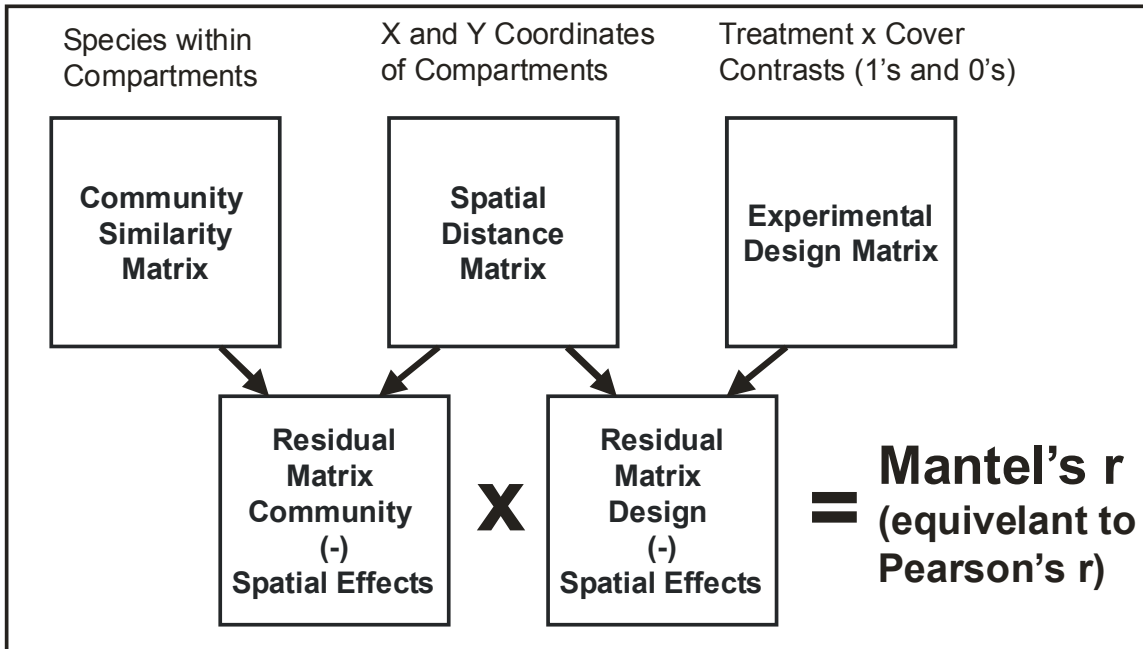 Species within
Compartments
X and Y Coordinates
of Compartments
Treatment x Cover
Contrasts (1's and 0's)
Community
Similarity
Matrix
Spatial
Distance
Matrix
Experimental
Design Matrix
Residual
Matrix
Community
(-)
Spatial Effects
x
Residual
Matrix
Design
(-)
Spatial Effects
=
Mantel's r
(equivelant to
Pearson's r)